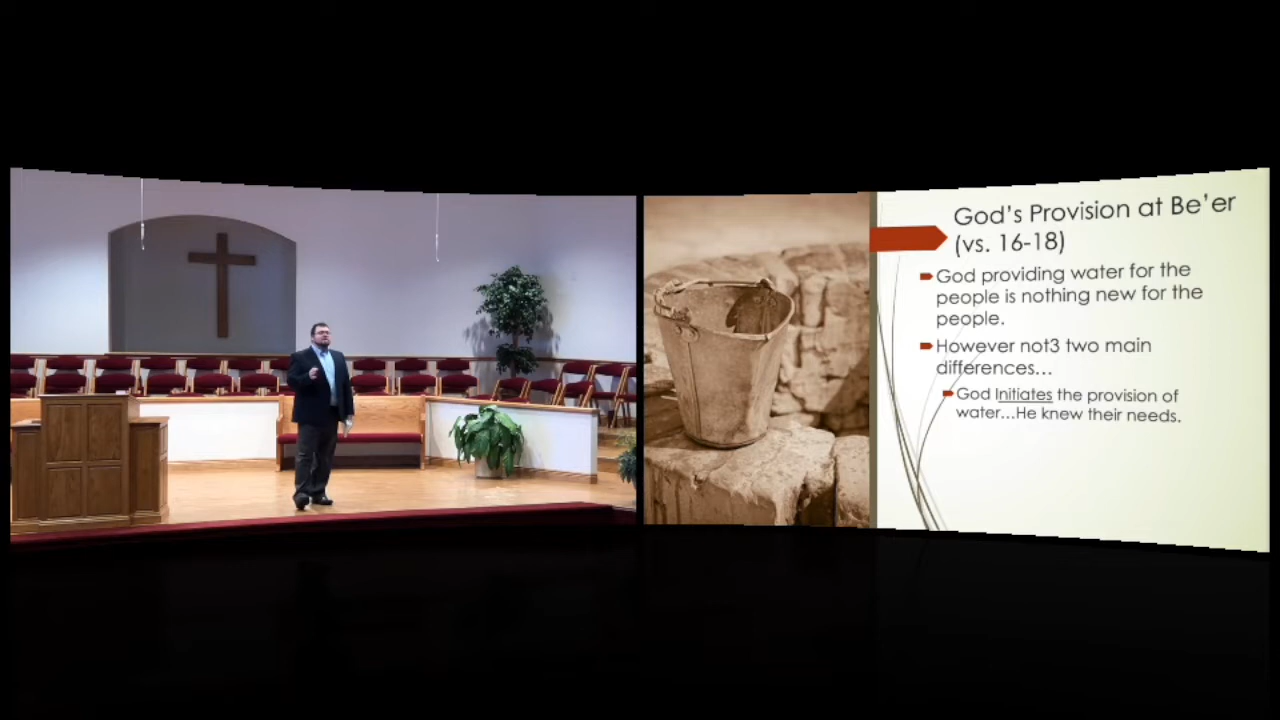 God’s Provision at Be’er
(vs. 16-18)
God providing water for the
people is nothing new for the
people.
However not3 two main
differences…
God Initiates the provision of
water…He knew their needs.